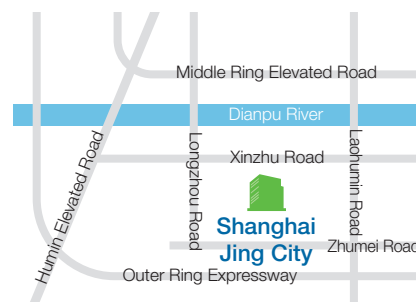 Middle Ring Elevated Road
Dianpu River
Humin Elevated Road
Longzhou Road
Xinzhu Road
Laohumin Road
Shanghai
Jing City
Zhumei Road
Outer Ring Expressway